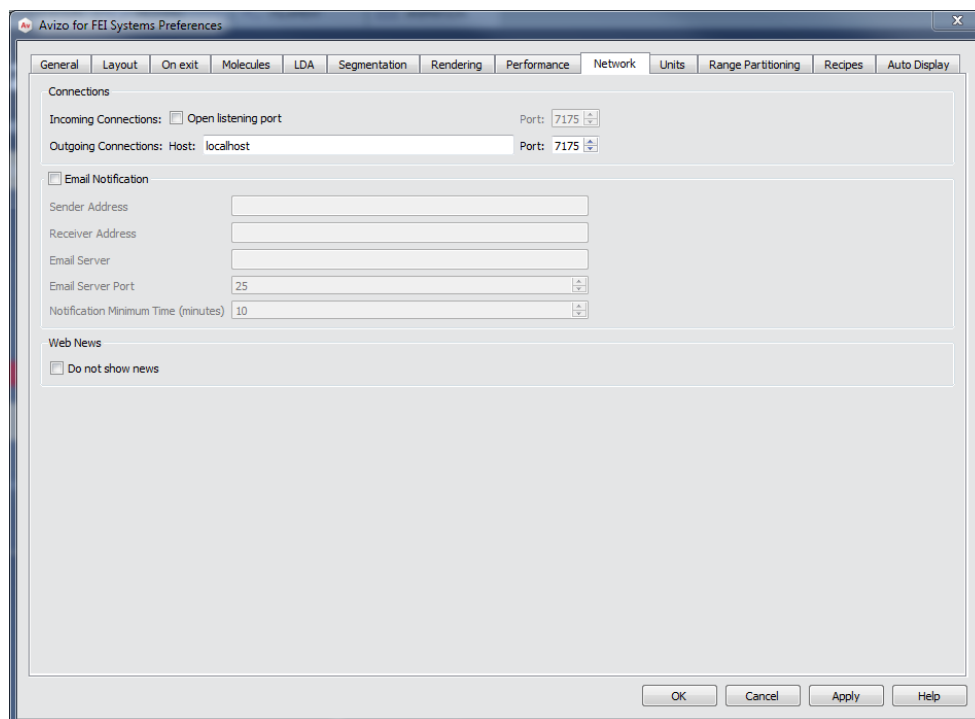 Av Avizo for FEI Systems Preferences X
General Layout On exit Molecules LDA Segmentation Rendering Performance Network Units Range Partitioning Recipes Auto Display
Connections
Incoming Connections: Open listening port Port: 7175
Outgoing Connections: Host: localhost Port: 7175
Email Notification
Sender Address
Receiver Address
Email Server
Email Server Port 25
Notification Minimum Time (minutes) 10
Web News
Do not show news
OK Cancel Apply Help